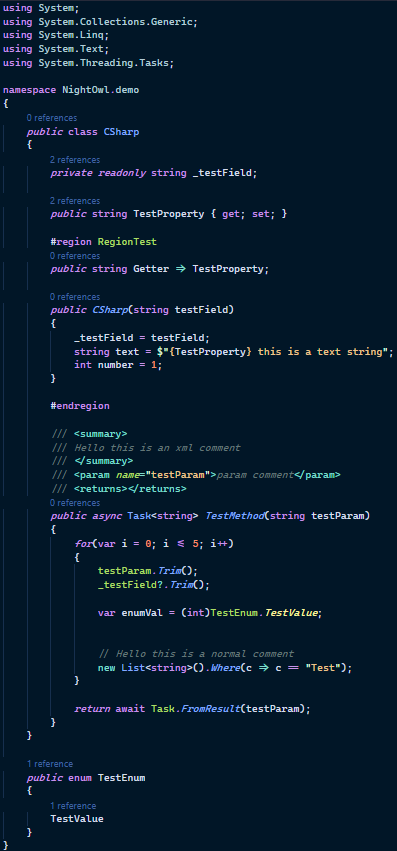 using System;
using System.Collections.Generic;
using System.Linq;
using System.Text;
using System.Threading.Tasks;
namespace NightOwl.demo
{
0 references
public class CSharp
{
2 references
private readonly string _testField;
2 references
public string TestProperty { get; set; }
#region RegionTest
0 references
public string Getter => TestProperty;
0 references
public CSharp(string testField)
{
_testField = testField;
string text = $"{TestProperty} this is a text string";
int number = 1;
}
#endregion
/// <summary>
/// Hello this is an xml comment
/// </summary>
/// <param name="testParam">param comment</param>
/// <returns></returns>
0 references
public async Task<string> TestMethod(string testParam)
{
for(var i = 0; i <= 5; i++)
{
testParam.Trim();
_testField?.Trim();
var enumVal = (int)TestEnum.TestValue;
// Hello this is a normal comment
new List<string>().Where(c => c == "Test");
}
return await Task.FromResult(testParam);
}
}
1 reference
public enum TestEnum
{
1 reference
TestValue
}
}